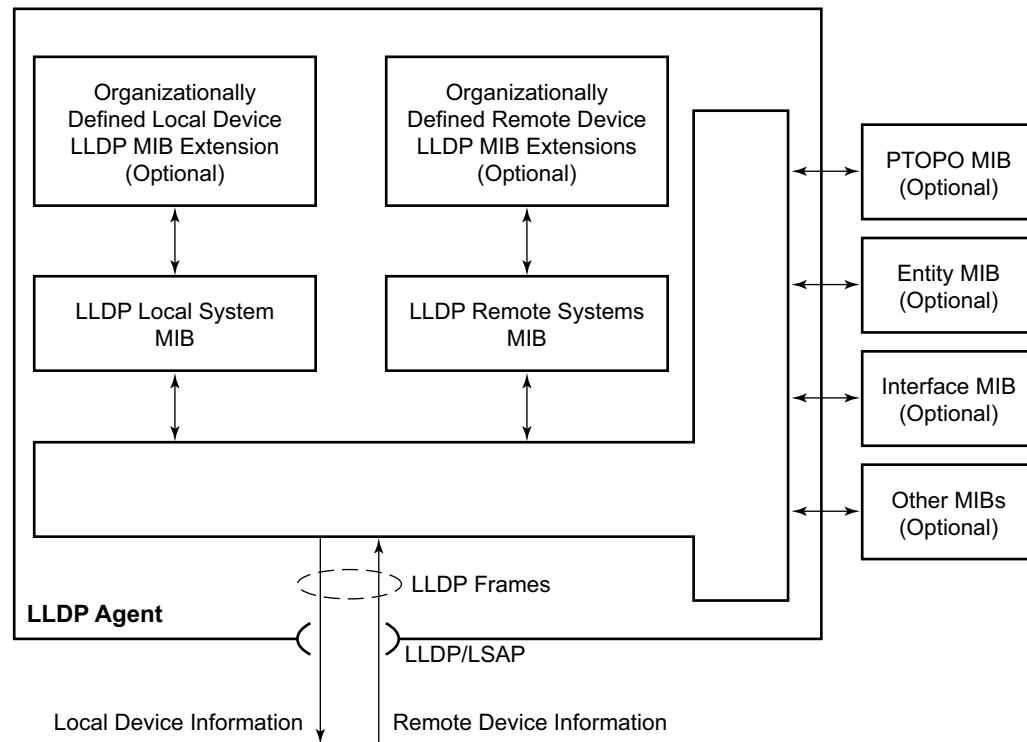 Organizationally
Defined Local Device
LLDP MIB Extension
(Optional)
Organizationally
Defined Remote Device
LLDP MIB Extensions
(Optional)
PTOPO MIB
(Optional)
LLDP Local System
MIB
LLDP Remote Systems
MIB
Entity MIB
(Optional)
Interface MIB
(Optional)
Other MIBs
(Optional)
LLDP Frames
LLDP Agent
LLDP/LSAP
Local Device Information
Remote Device Information